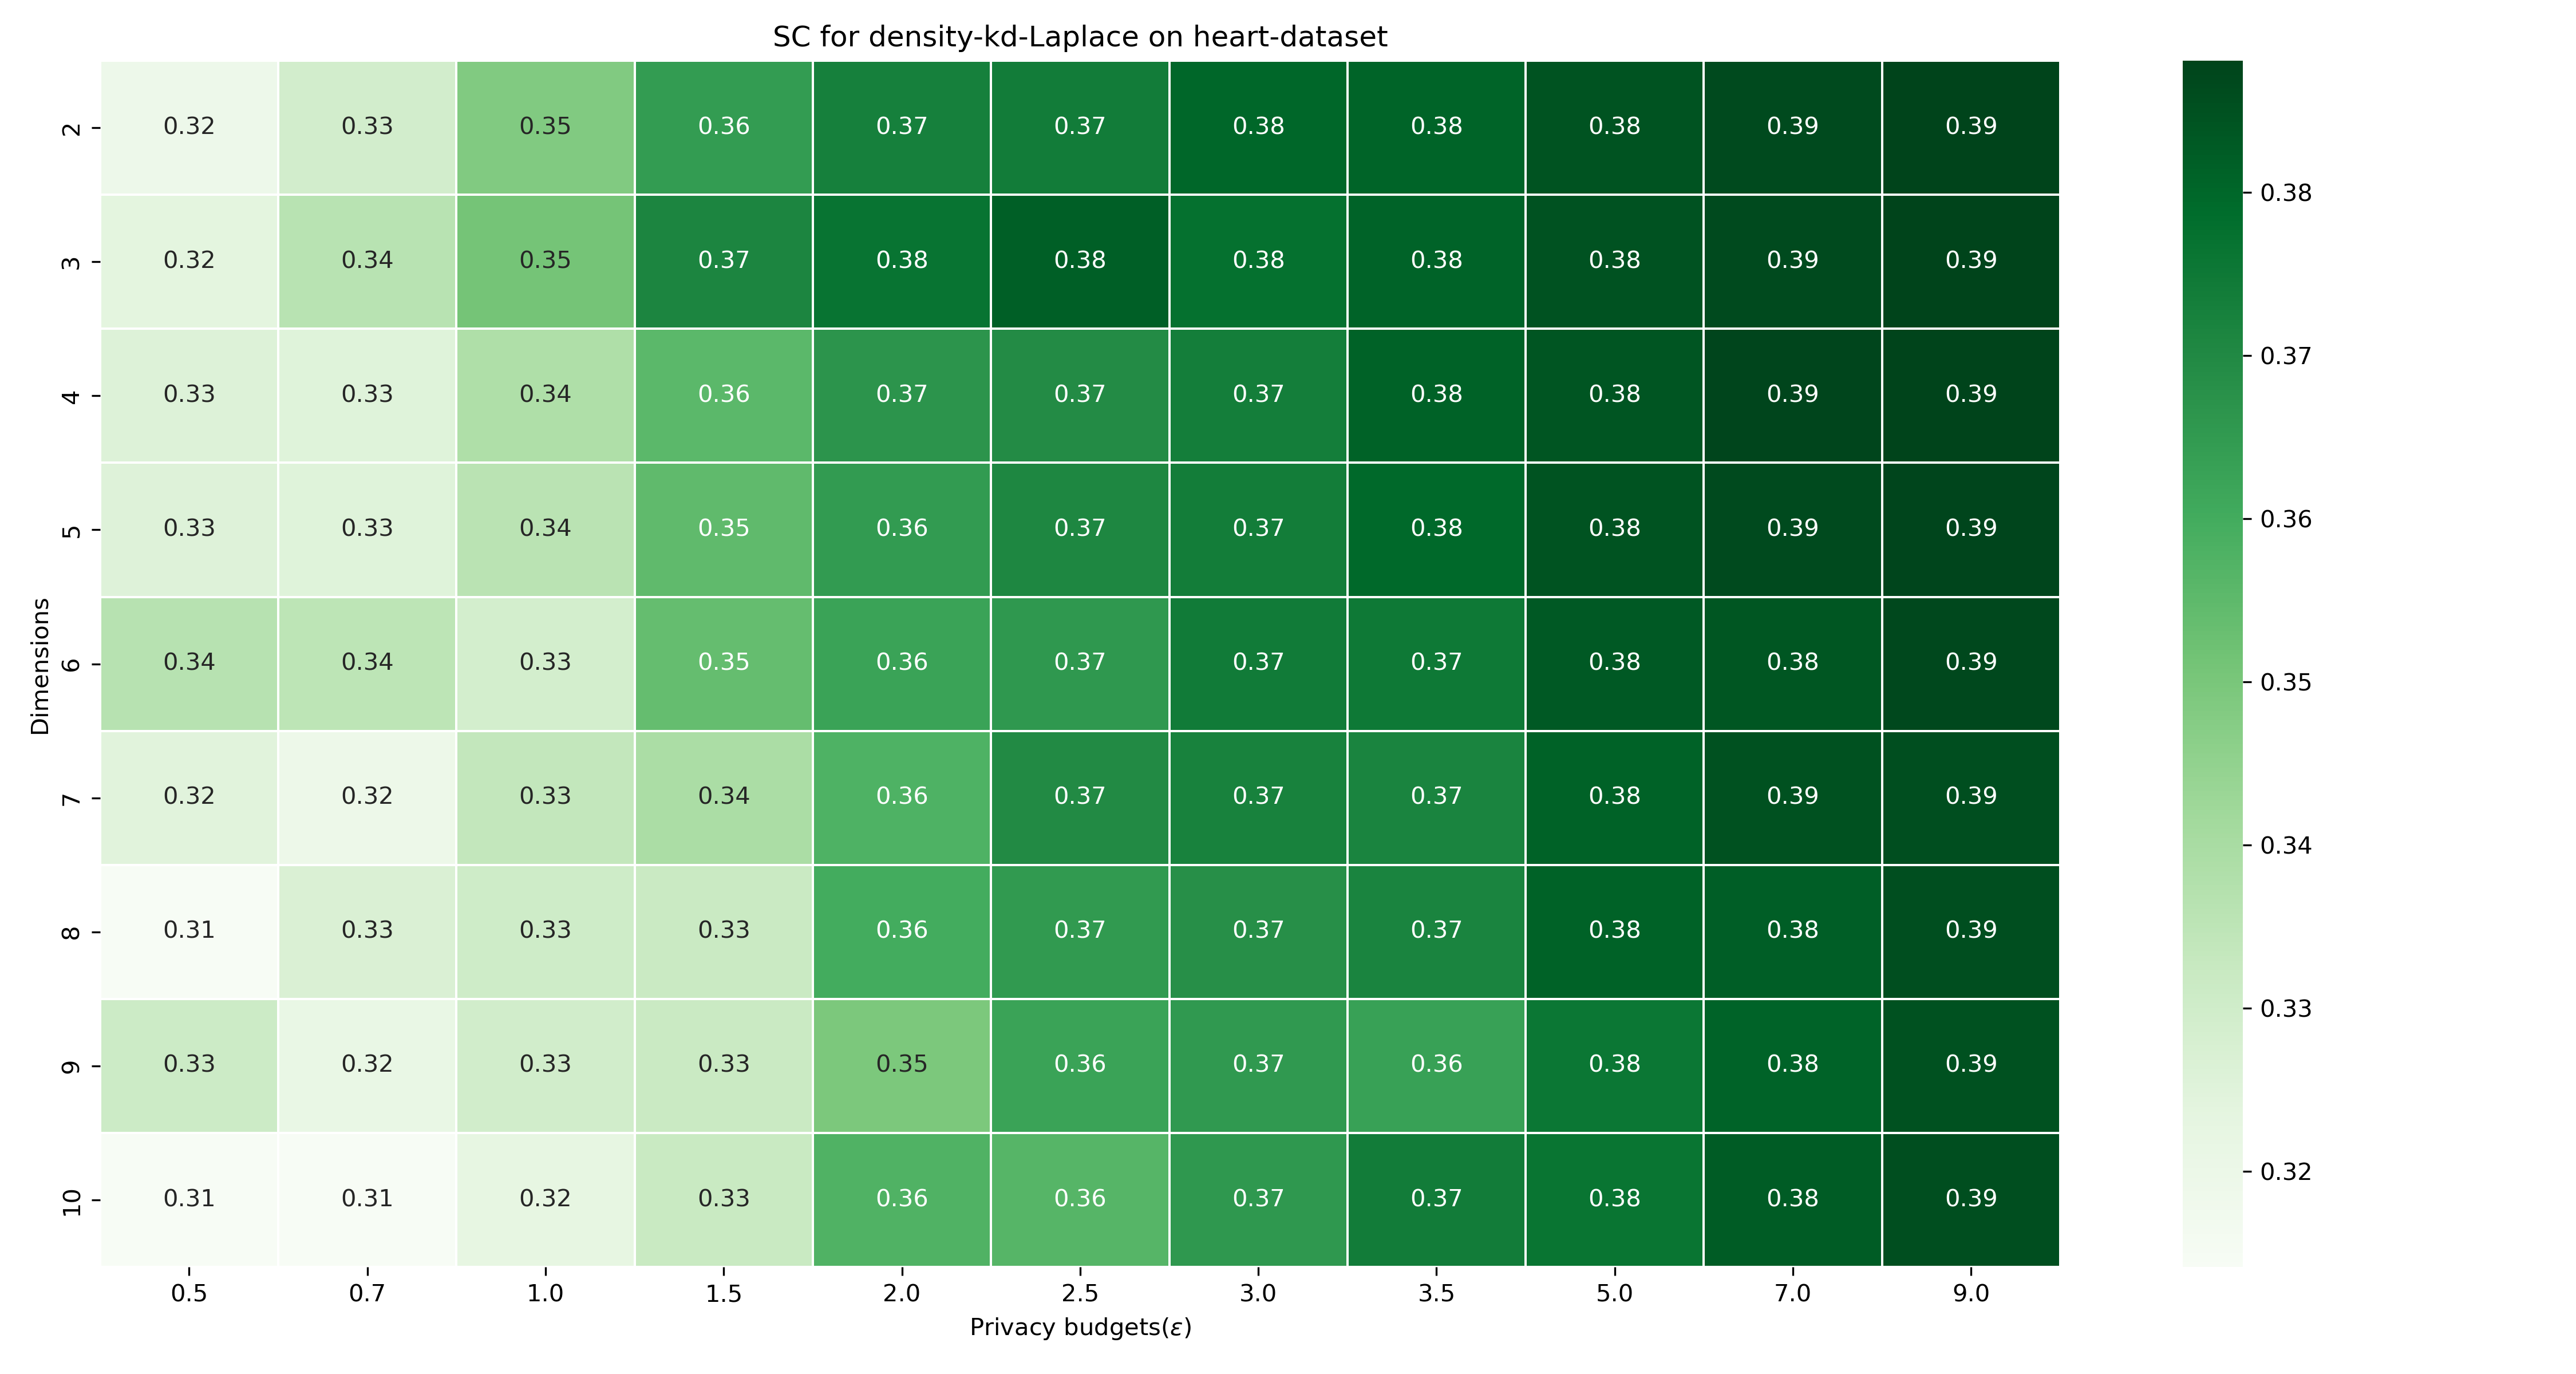 SC for density-kd-Laplace on heart-dataset
2 0.32 0.33 0.35 0.36 0.37 0.37 0.38 0.38 0.38 0.39 0.39
3 0.32 0.34 0.35 0.37 0.38 0.38 0.38 0.38 0.38 0.39 0.39
4 0.33 0.33 0.34 0.36 0.37 0.37 0.37 0.38 0.38 0.39 0.39
5 0.33 0.33 0.34 0.35 0.36 0.37 0.37 0.38 0.38 0.39 0.39
6 0.34 0.34 0.33 0.35 0.36 0.37 0.37 0.37 0.38 0.38 0.39
7 0.32 0.32 0.33 0.34 0.36 0.37 0.37 0.37 0.38 0.39 0.39
8 0.31 0.33 0.33 0.33 0.36 0.37 0.37 0.37 0.38 0.38 0.39
9 0.33 0.32 0.33 0.33 0.35 0.36 0.37 0.36 0.38 0.38 0.39
10 0.31 0.31 0.32 0.33 0.36 0.36 0.37 0.37 0.38 0.38 0.39
0.5 0.7 1.0 1.5 2.0 2.5 3.0 3.5 5.0 7.0 9.0
Privacy budgets(ε)
Dimensions
0.38
0.37
0.36
0.35
0.34
0.33
0.32